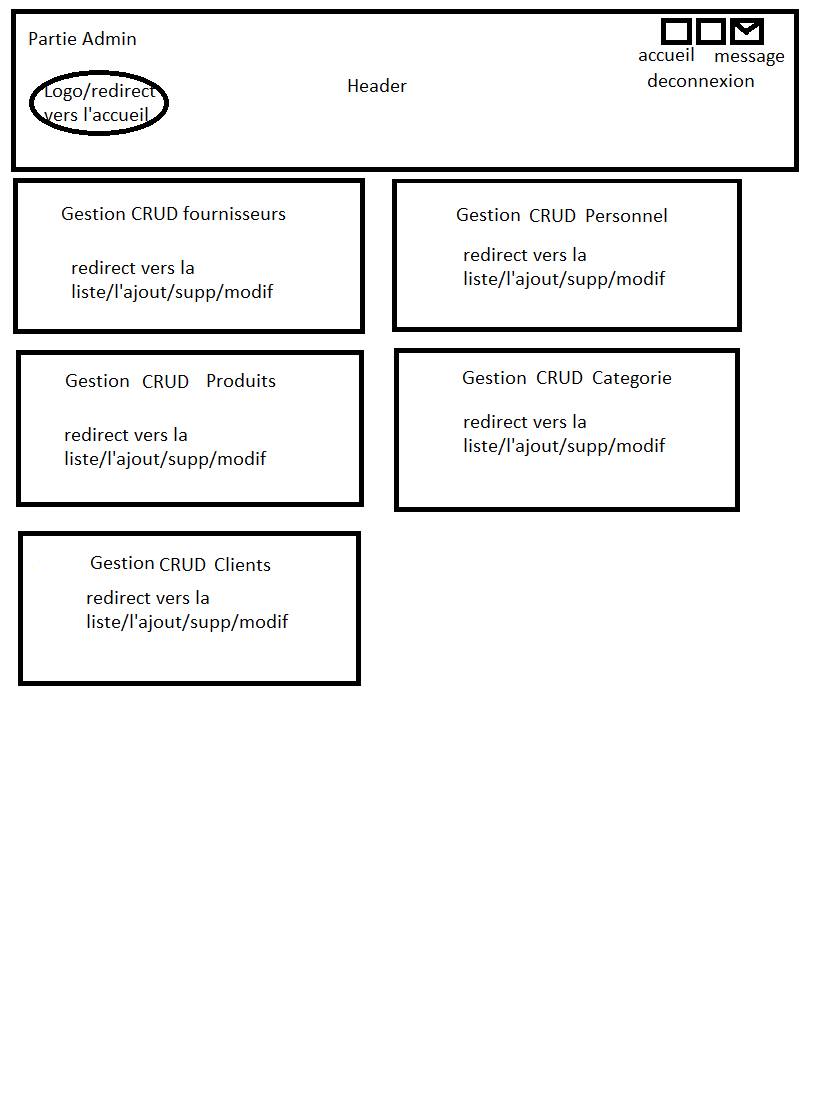 Partie Admin
accueil message
deconnexion
Logo/redirect
vers l'accueil
Header
Gestion CRUD fournisseurs
redirect vers la
liste/l'ajout/supp/modif
Gestion CRUD Personnel
redirect vers la
liste/l'ajout/supp/modif
Gestion CRUD Produits
redirect vers la
liste/l'ajout/supp/modif
Gestion CRUD Categorie
redirect vers la
liste/l'ajout/supp/modif
Gestion CRUD Clients
redirect vers la
liste/l'ajout/supp/modif